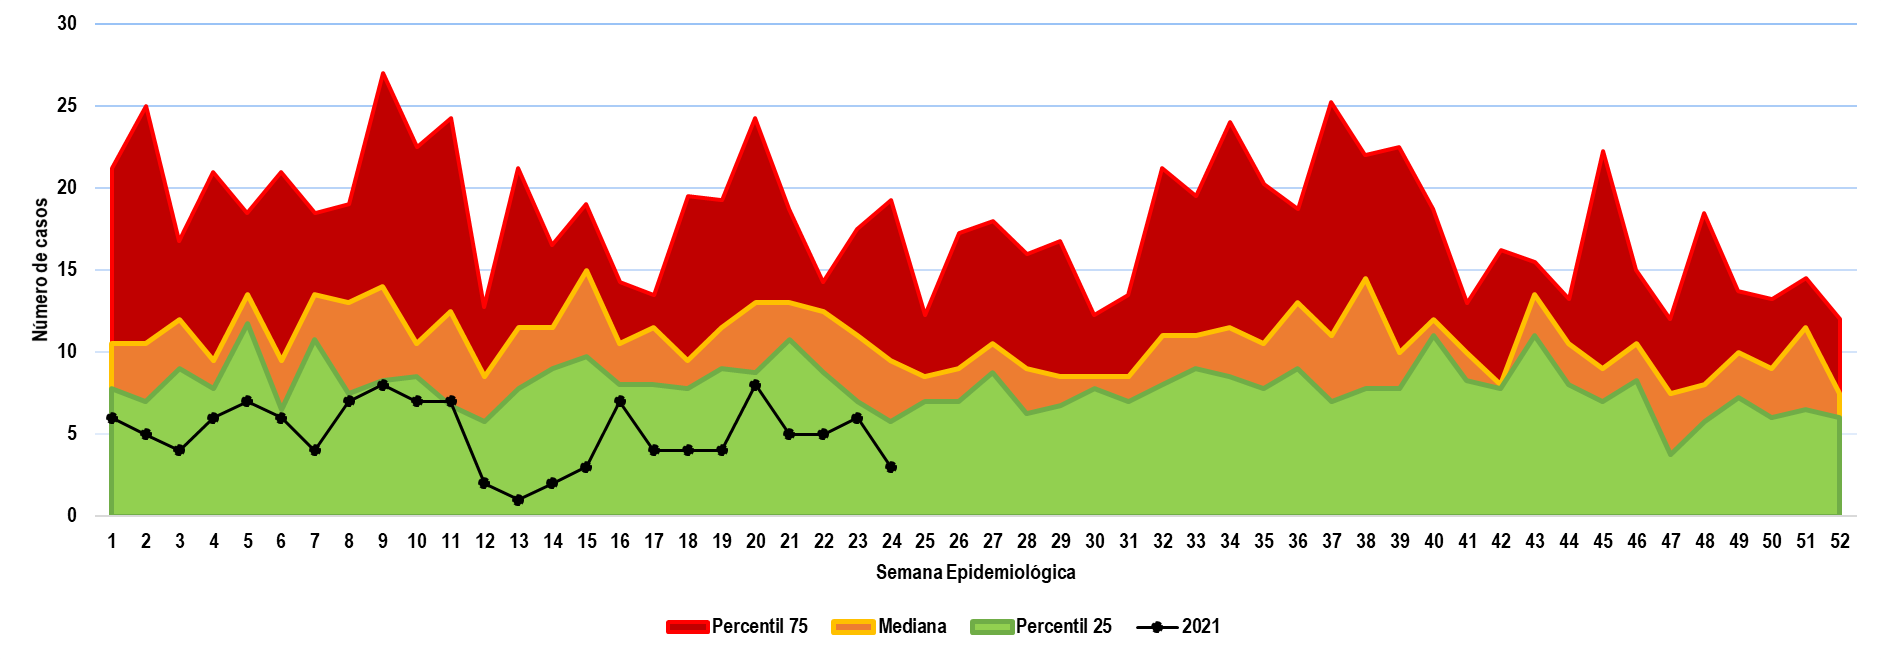 30
25
20
15
10
5
0
Número de casos
1 2 3 4 5 6 7 8 9 10 11 12 13 14 15 16 17 18 19 20 21 22 23 24 25 26 27 28 29 30 31 32 33 34 35 36 37 38 39 40 41 42 43 44 45 46 47 48 49 50 51 52
Semana Epidemiológica
Percentil 75 Mediana Percentil 25 2021